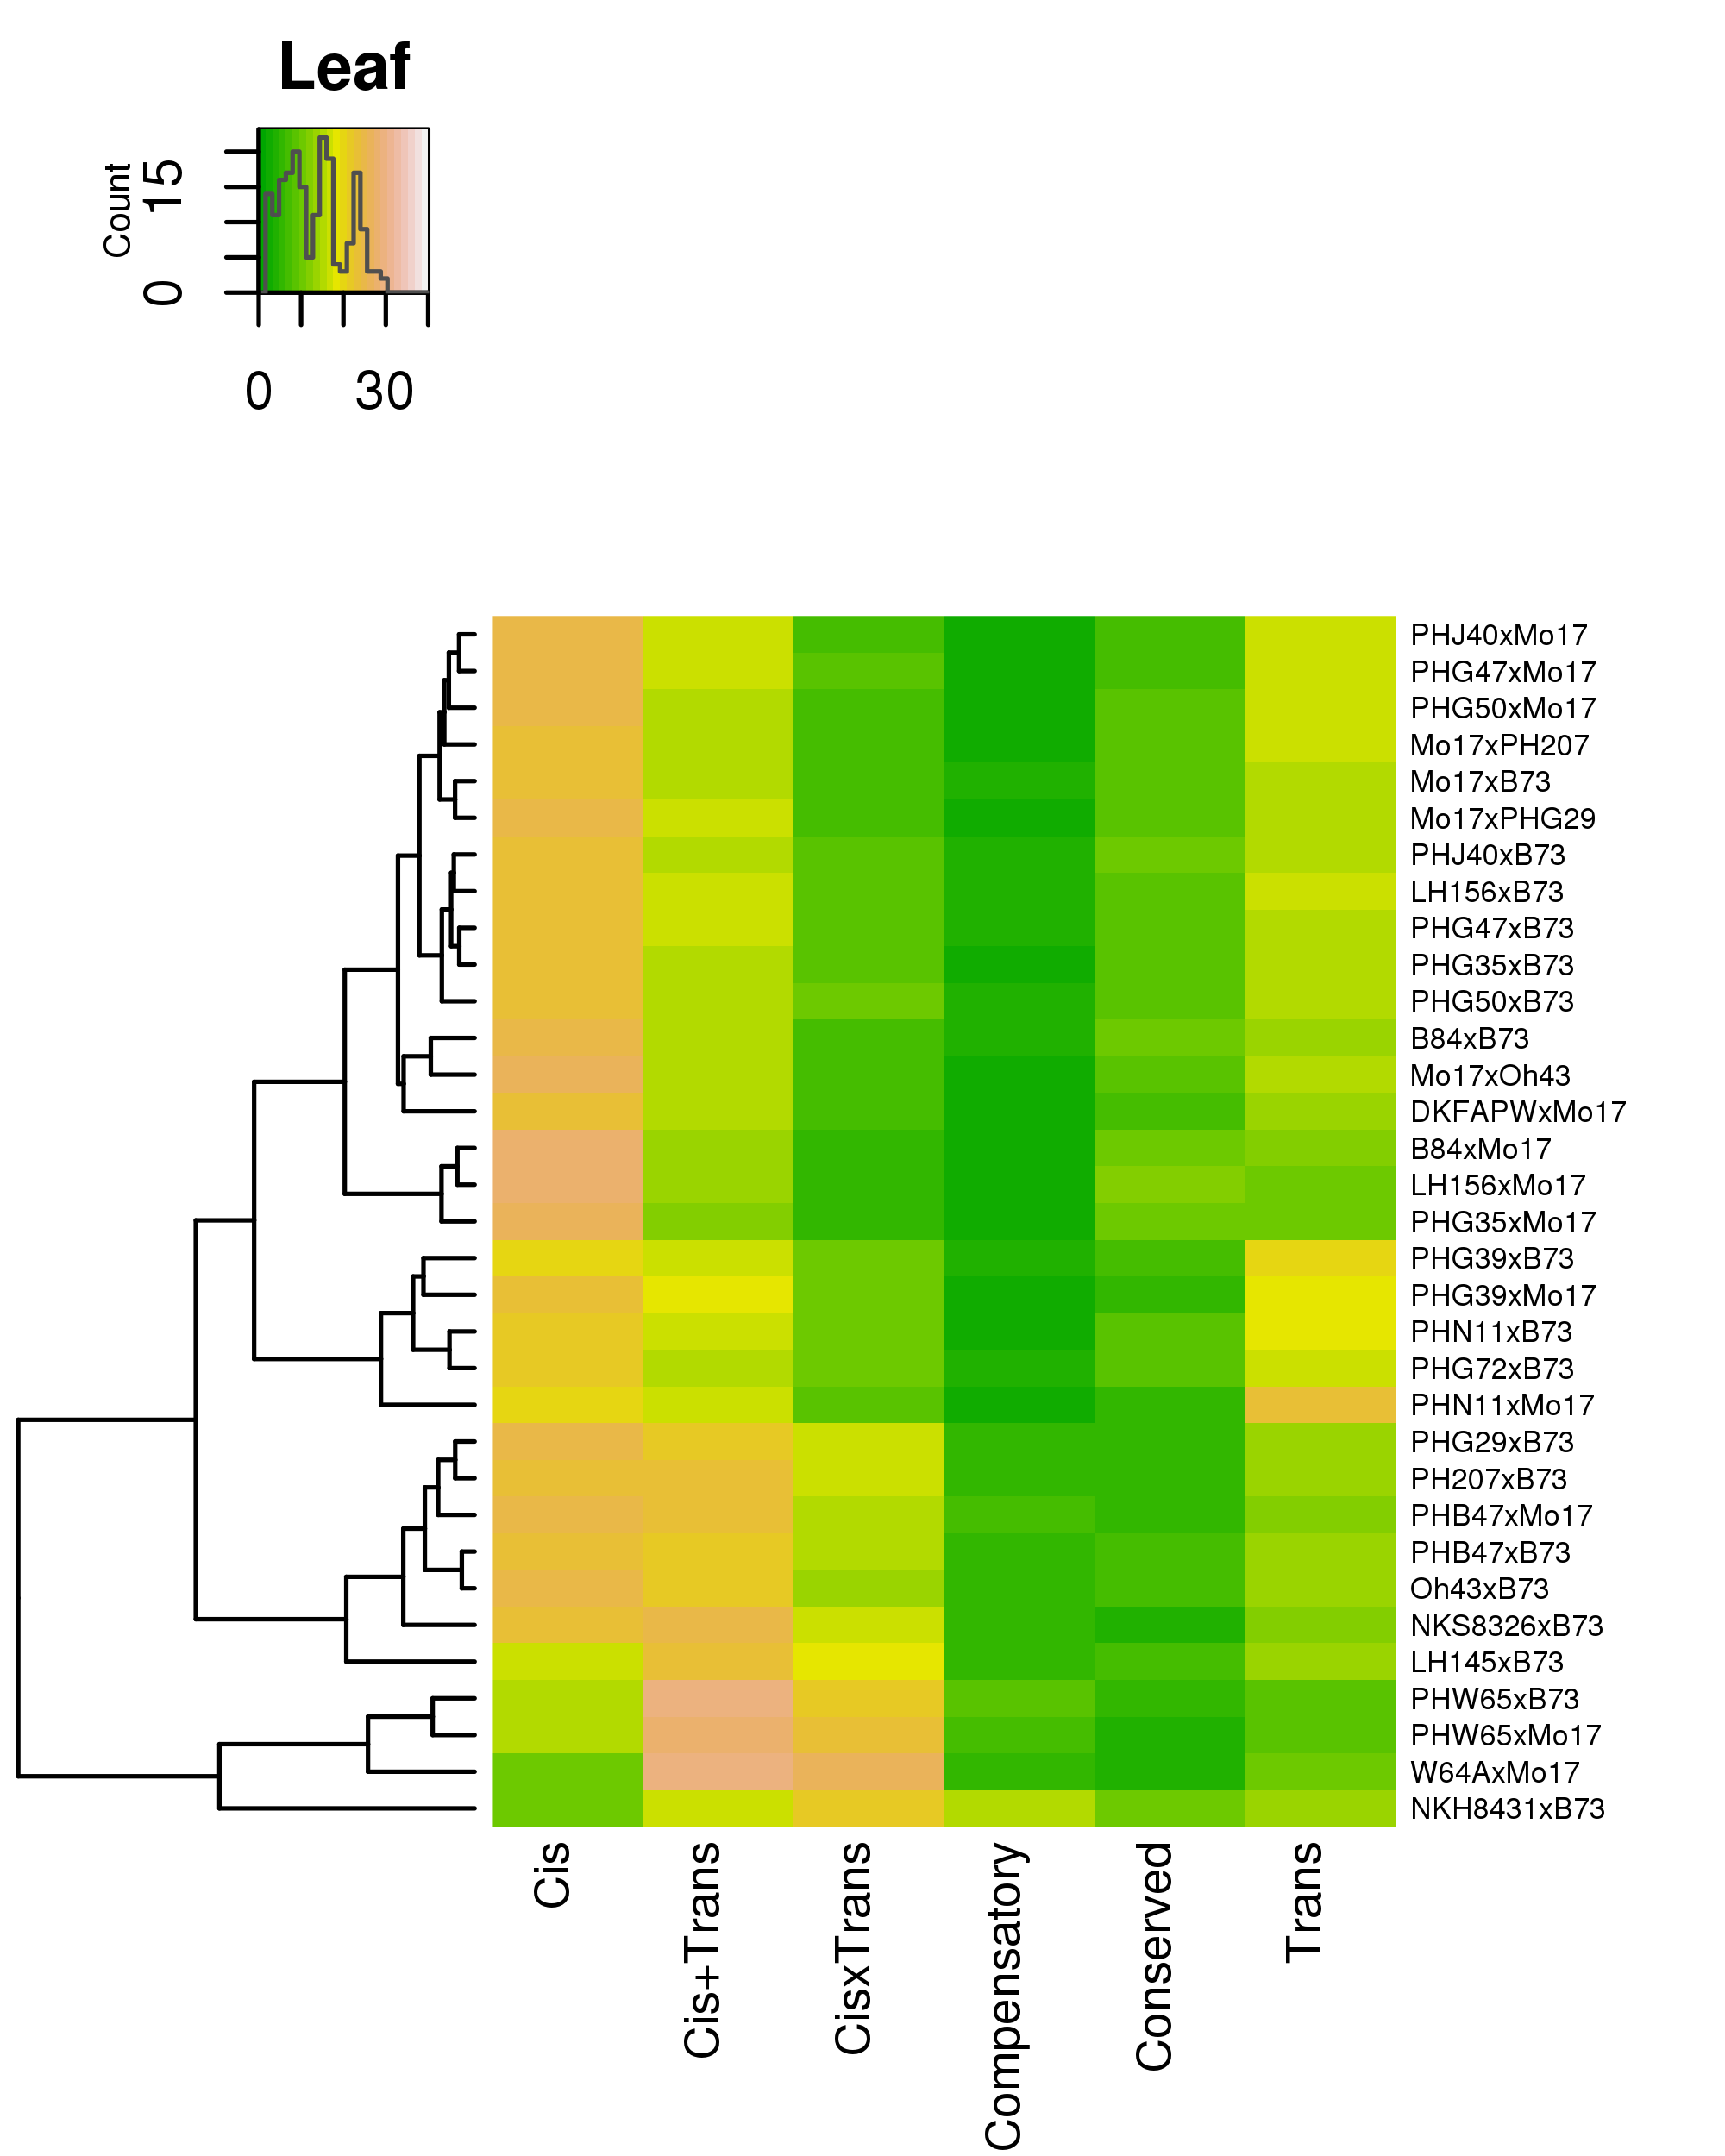 Leaf
Count
0 15
0 30
PHJ40xMo17
PHG47xMo17
PHG50xMo17
Mo17xPH207
Mo17xB73
Mo17xPHG29
PHJ40xB73
LH156xB73
PHG47xB73
PHG35xB73
PHG50xB73
B84xB73
Mo17xOh43
DKFAPWxMo17
B84xMo17
LH156xMo17
PHG35xMo17
PHG39xB73
PHG39xMo17
PHN11xB73
PHG72xB73
PHN11xMo17
PHG29xB73
PH207xB73
PHB47xMo17
PHB47xB73
Oh43xB73
NKS8326xB73
LH145xB73
PHW65xB73
PHW65xMo17
W64AxMo17
NKH8431xB73
Cis
Cis+Trans
CisxTrans
Compensatory
Conserved
Trans